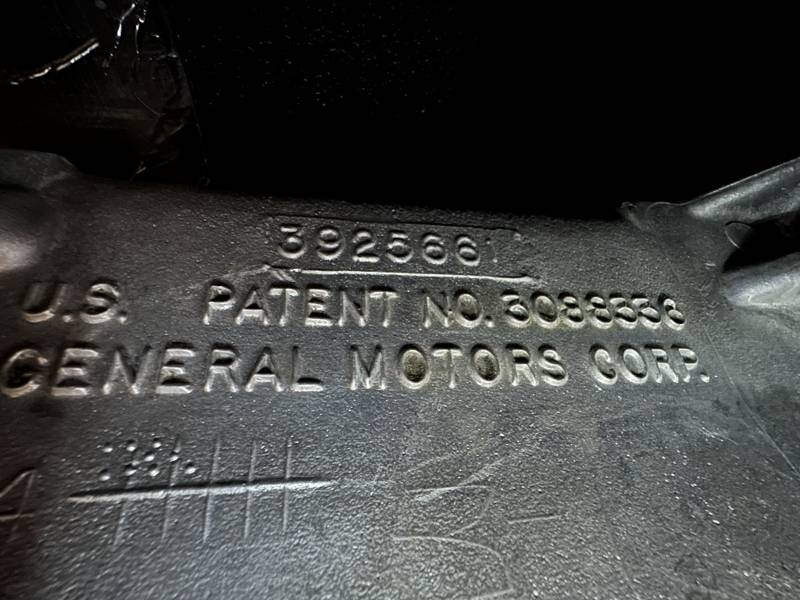 3925661
U.S. PATENT NO. 3088556
GENERAL MOTORS CORP.
A